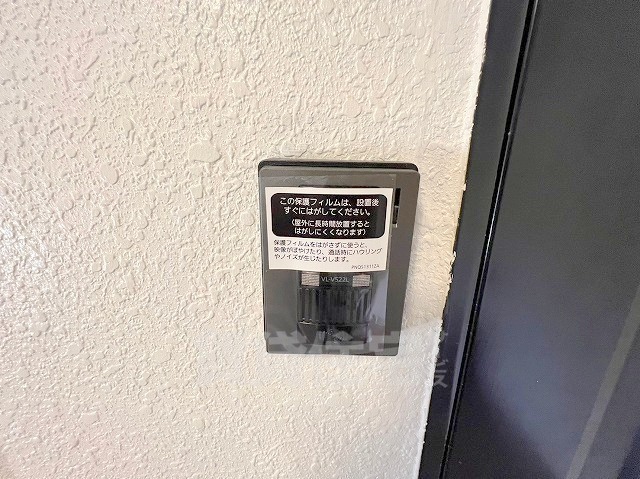 この保護フィルムは、設置後
すぐにはがしてください。
(屋外に長時間放置すると
はがしにくくなります)
保護フィルムをはがさずに使うと、
映像がぼやけたり、通話時にハウリング
やノイズが生じたりします。
PNQS1311ZA
VL-V522L